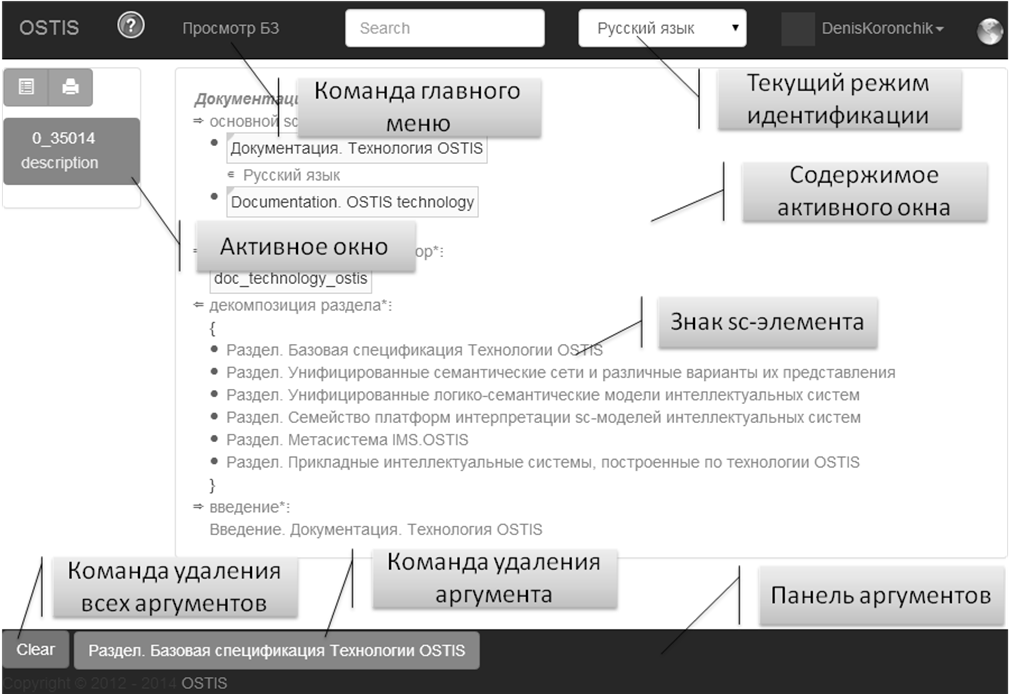 OSTIS ? Просмотр БЗ Search Русский язык DenisKoronchik
Команда главного
меню
Текущий режим
идентификации
0_35014
description
основной sc
Документация. Технология OSTIS
Русский язык
Documentation. OSTIS technology
Содержимое
активного окна
Активное окно
ор*:
doc_technology_ostis
декомпозиция раздела*:
{
Знак sc-элемента
• Раздел. Базовая спецификация Технологии OSTIS
• Раздел. Унифицированные семантические сети и различные варианты их представления
• Раздел. Унифицированные логико-семантические модели интеллектуальных систем
• Раздел. Семейство платформ интерпретации sc-моделей интеллектуальных систем
• Раздел. Метасистема IMS.OSTIS
• Раздел. Прикладные интеллектуальные системы, построенные по технологии OSTIS
}
⇒ введение*:
Введение. Документация. Технология OSTIS
Команда удаления
всех аргументов
Команда удаления
аргумента
Панель аргументов
Clear Раздел. Базовая спецификация Технологии OSTIS
Copyright © 2012 - 2014 OSTIS